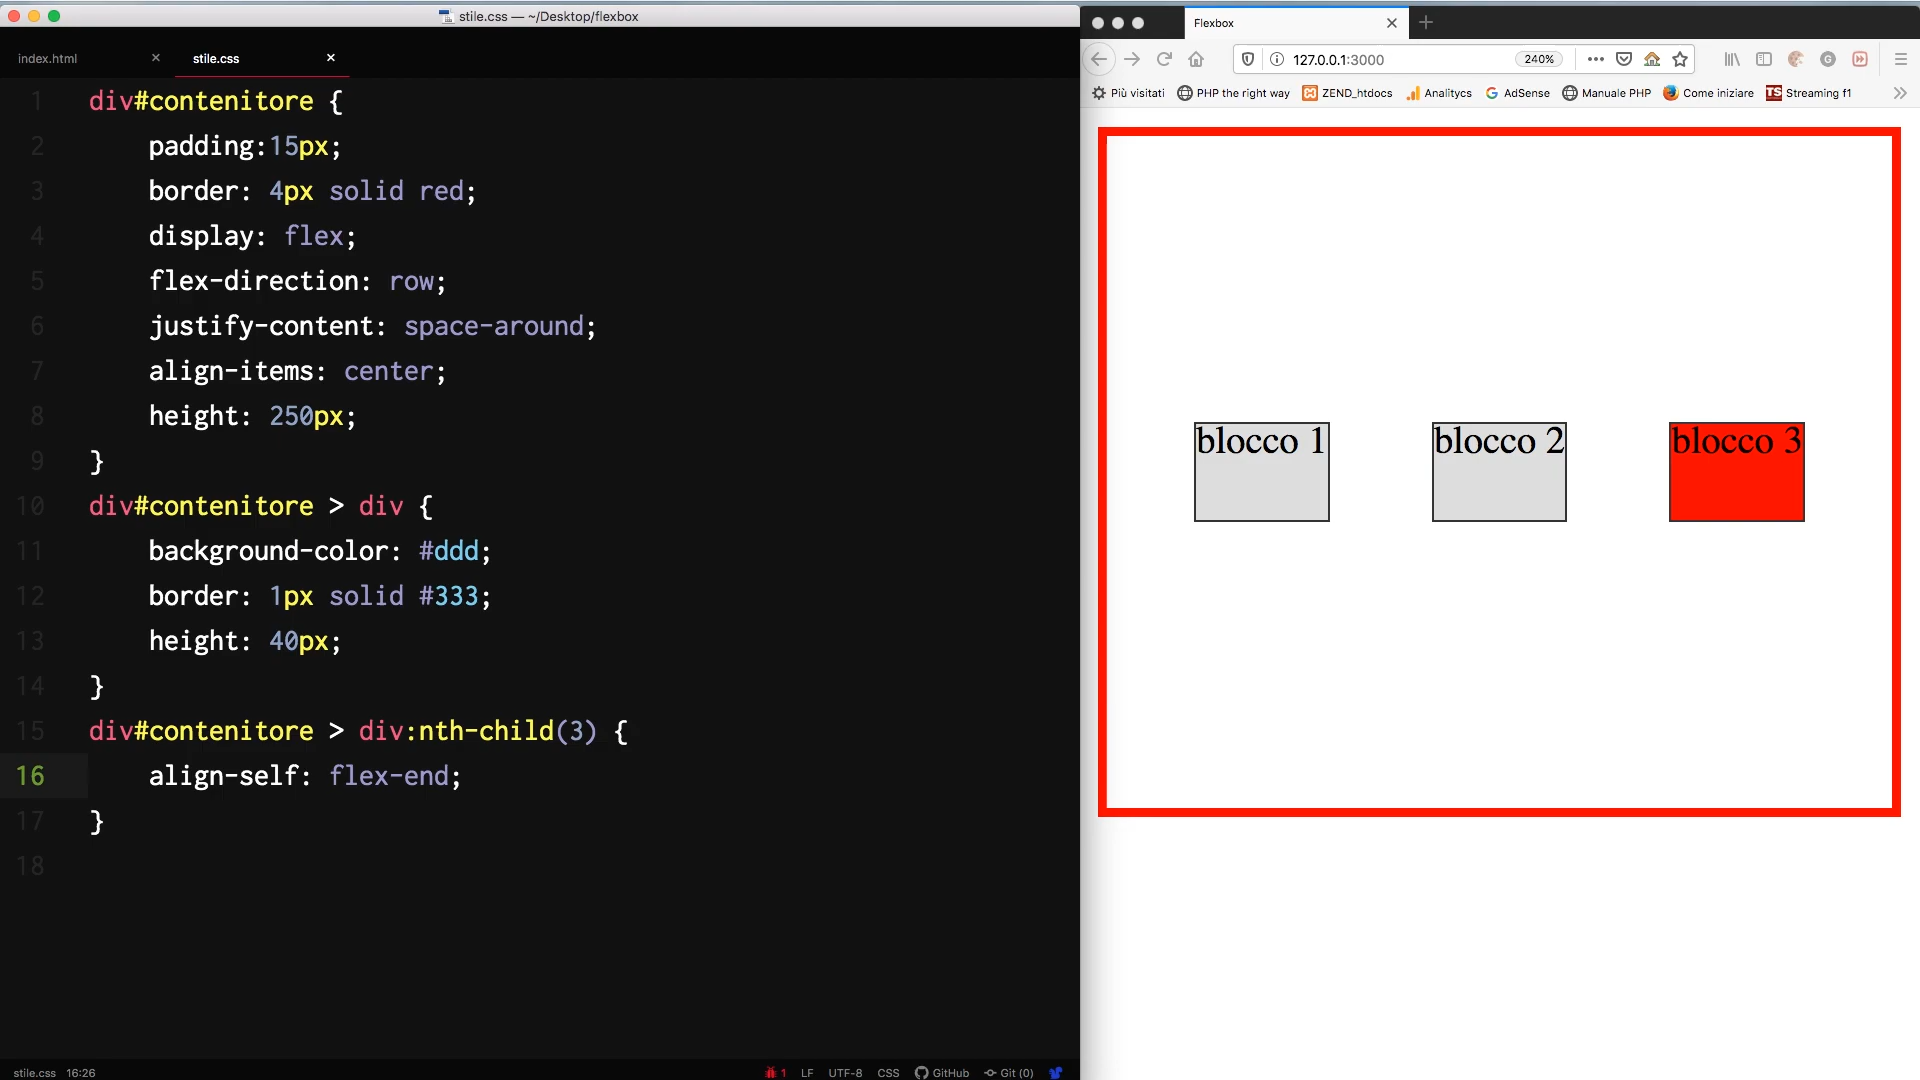 stile.css — ~/Desktop/flexbox
index.html
stile.css
1 div#contenitore {
2 padding:15px;
3 border: 4px solid red;
4 display: flex;
5 flex-direction: row;
6 justify-content: space-around;
7 align-items: center;
8 height: 250px;
9 }
10 div#contenitore > div {
11 background-color: #ddd;
12 border: 1px solid #333;
13 height: 40px;
14 }
15 div#contenitore > div:nth-child(3) {
16 align-self: flex-end;
17 }
18
stile.css 16:26
1 LF UTF-8 CSS GitHub Git (0)
Flexbox
127.0.0.1:3000 240%
Più visitati PHP the right way ZEND_htdocs Analitycs AdSense Manuale PHP Come iniziare TS Streaming f1
blocco 1 blocco 2 blocco 3